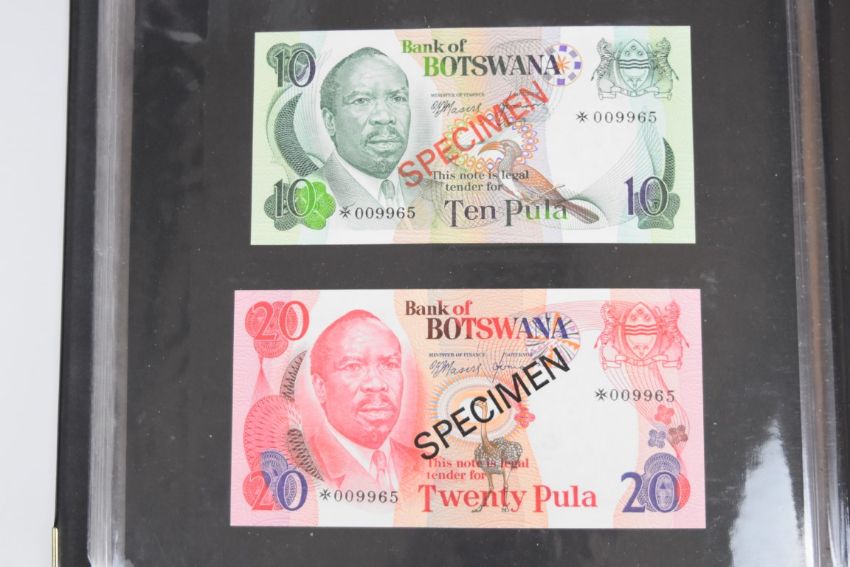 10
Bank of
BOTSWANA
MINISTER OF FINANCE
✠009965
SPECIMEN
This note is legal
tender for
10
✠009965
Ten Pula
10
20
Bank of
BOTSWANA
MINISTER OF FINANCE GOVERNOR
✠009965
SPECIMEN
This note is legal
tender for
20
✠009965
Twenty Pula
20